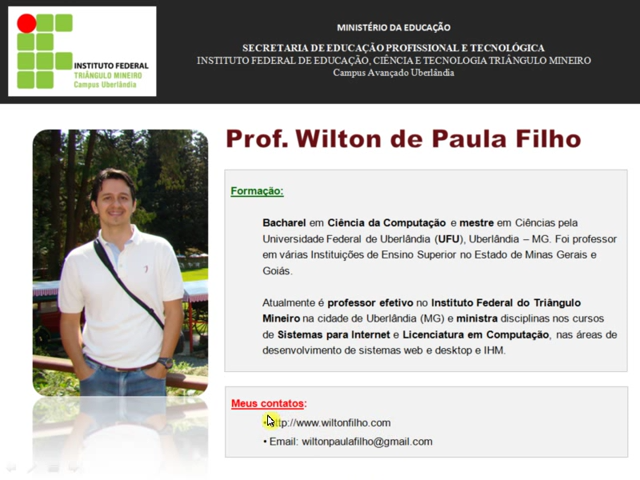 INSTITUTO FEDERAL
TRIÂNGULO MINEIRO
Campus Uberlândia
MINISTÉRIO DA EDUCAÇÃO
SECRETARIA DE EDUCAÇÃO PROFISSIONAL E TECNOLÓGICA
INSTITUTO FEDERAL DE EDUCAÇÃO, CIÊNCIA E TECNOLOGIA TRIÂNGULO MINEIRO
Campus Avançado Uberlândia
Prof. Wilton de Paula Filho
Formação:
Bacharel em Ciência da Computação e mestre em Ciências pela
Universidade Federal de Uberlândia (UFU), Uberlândia – MG. Foi professor
em várias Instituições de Ensino Superior no Estado de Minas Gerais e
Goiás.
Atualmente é professor efetivo no Instituto Federal do Triângulo
Mineiro na cidade de Uberlândia (MG) e ministra disciplinas nos cursos
de Sistemas para Internet e Licenciatura em Computação, nas áreas de
desenvolvimento de sistemas web e desktop e IHM.
Meus contatos:
• http://www.wiltonfilho.com
• Email: wiltonpaulafilho@gmail.com